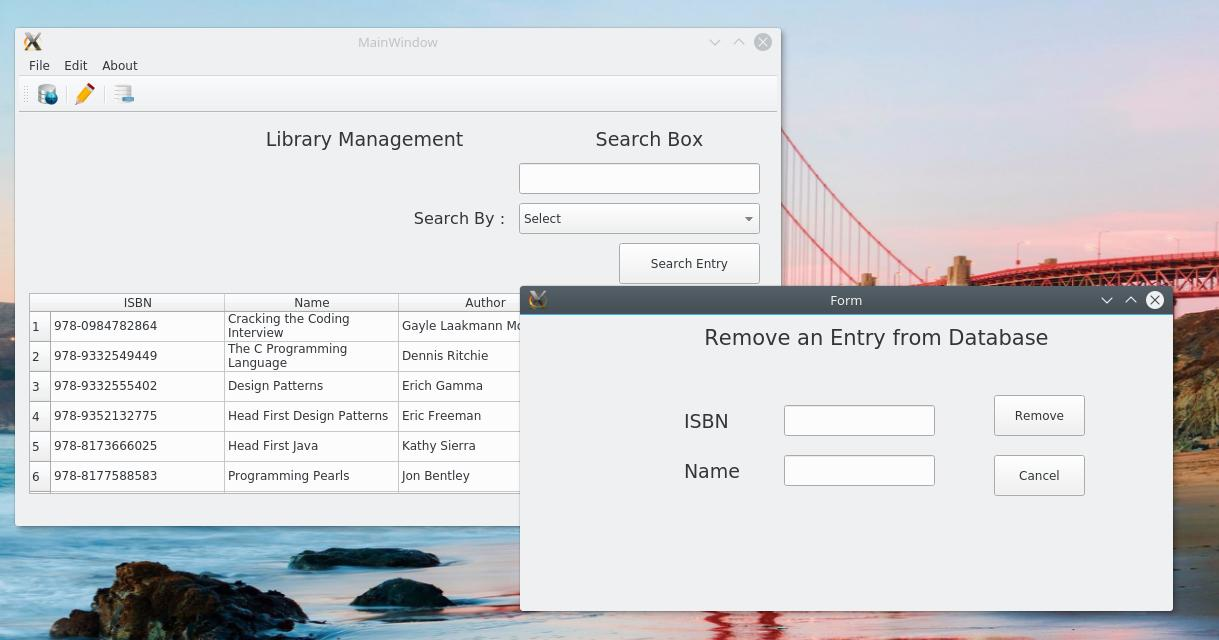 MainWindow
File Edit About
Library Management Search Box
Search By : Select
Search Entry
ISBN Name Author
1 978-0984782864 Cracking the Coding Interview Gayle Laakmann
2 978-9332549449 The C Programming Language Dennis Ritchie
3 978-9332555402 Design Patterns Erich Gamma
4 978-9352132775 Head First Design Patterns Eric Freeman
5 978-8173666025 Head First Java Kathy Sierra
6 978-8177588583 Programming Pearls Jon Bentley
Form
Remove an Entry from Database
ISBN Remove
Name Cancel